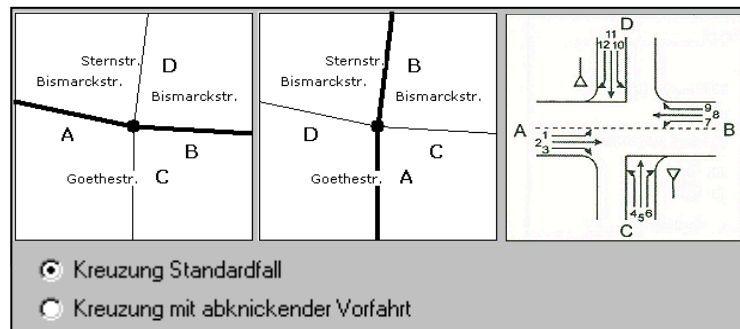 Sternstr.
D
Bismarckstr.
Bismarckstr.
A
B
Goethestr.
C
Sternstr.
B
Bismarckstr.
Bismarckstr.
D
C
Goethestr.
A
D
11
12 10
A
1
2
3
9
8
7
B
4 5 6
C
Kreuzung Standardfall
Kreuzung mit abknickender Vorfahrt